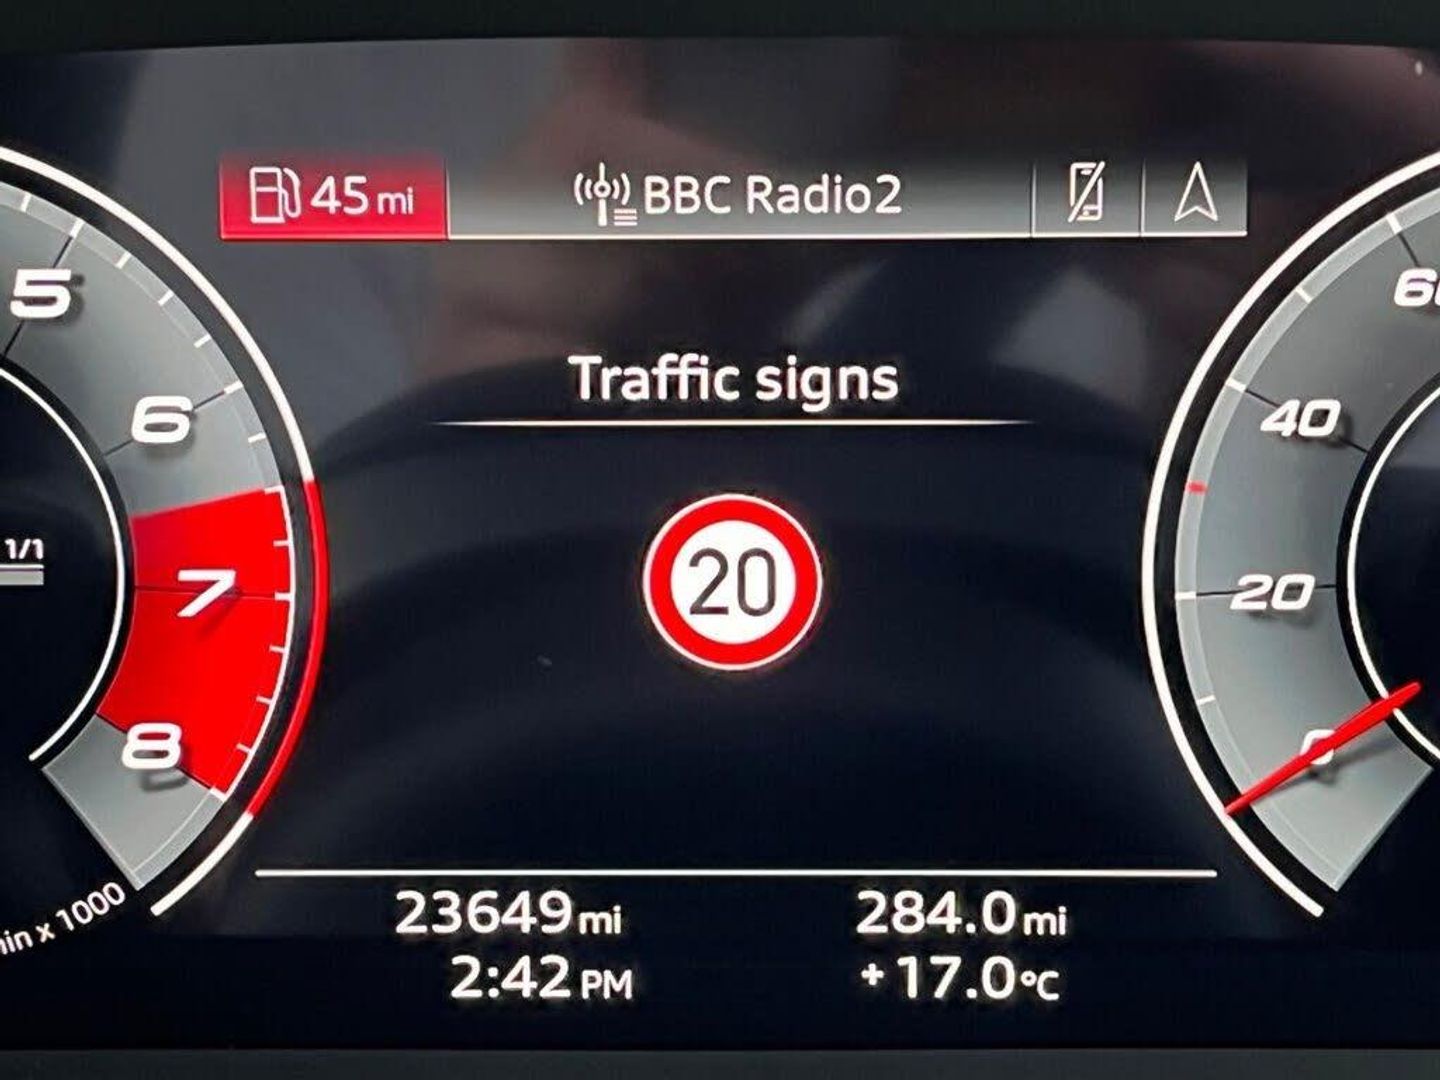 45 mi
BBC Radio2
Traffic signs
20
5
6
7
8
1/1
x 1000
60
40
20
0
23649 mi
284.0 mi
2:42 PM
+17.0°C